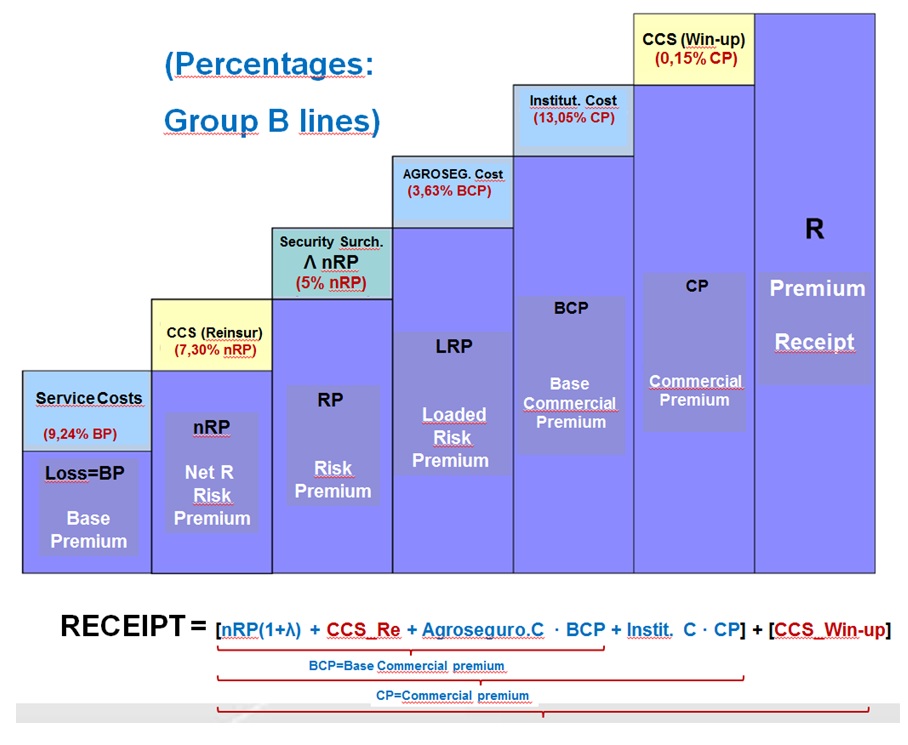 (Percentages:
Group B lines)
CCS (Win-up)
(0,15% CP)
Institut. Cost
(13,05% CP)
AGROSEG. Cost
(3,63% BCP)
Security Surch.
Λ nRP
(5% nRP)
CCS (Reinsur)
(7,30% nRP)
Service Costs
(9,24% BP)
Loss=BP
Base
Premium
nRP
Net R
Risk
Premium
RP
Risk
Premium
LRP
Loaded
Risk
Premium
BCP
Base
Commercial
Premium
CP
Commercial
Premium
R
Premium
Receipt
RECEIPT = [nRP(1+λ) + CCS_Re + Agroseguro.C · BCP + Instit. C · CP] + [CCS_Win-up]
BCP=Base Commercial premium
CP=Commercial premium